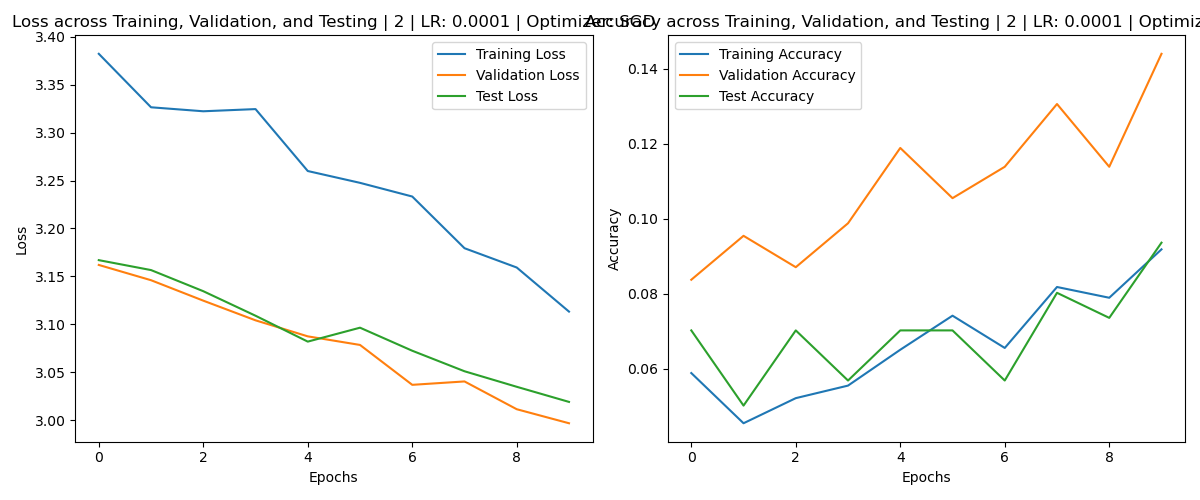 Loss across Training, Validation, and Testing | 2 | LR: 0.0001 | Optimizer: SGD
Accuracy across Training, Validation, and Testing | 2 | LR: 0.0001 | Optimiz
3.40
3.35
3.30
3.25
3.20
3.15
3.10
3.05
3.00
Loss
Training Loss
Validation Loss
Test Loss
0 2 4 6 8
Epochs
0.14
0.12
0.10
0.08
0.06
Accuracy
Training Accuracy
Validation Accuracy
Test Accuracy
0 2 4 6 8
Epochs